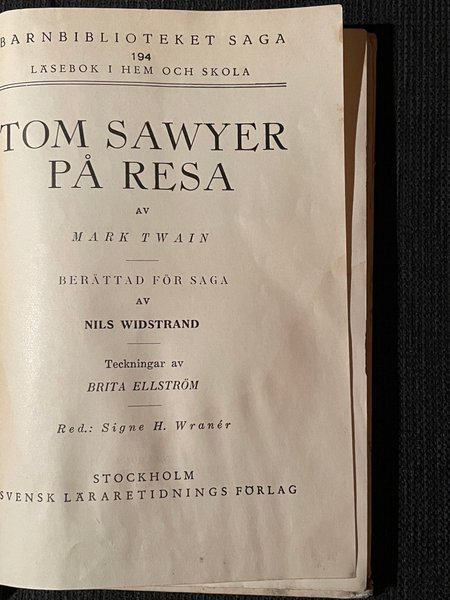 BARNBIBLIOTEKET SAGA
194
LÄSEBOK I HEM OCH SKOLA
TOM SAWYER
PÅ RESA
AV
MARK TWAIN
BERÄTTAD FÖR SAGA
AV
NILS WIDSTRAND
Teckningar av
BRITA ELLSTRÖM
Red.: Signe H. Wranér
STOCKHOLM
SVENSK LÄRARETIDNINGS FÖRLAG